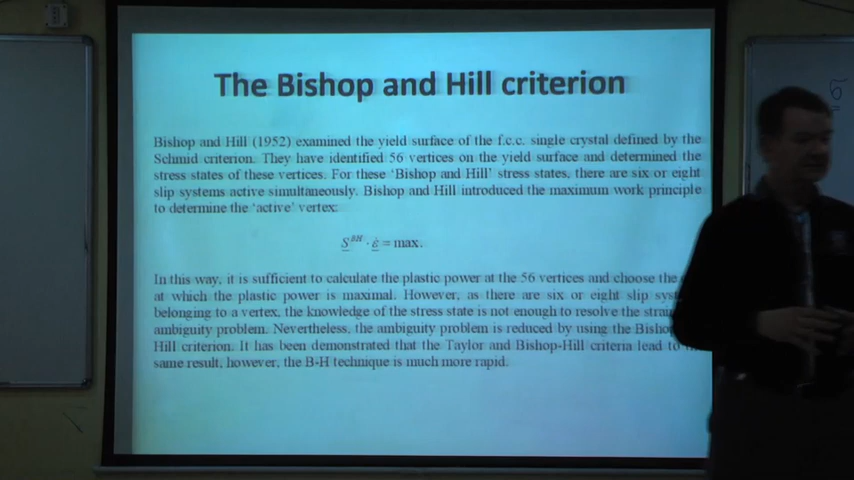 The Bishop and Hill criterion
Bishop and Hill (1952) examined the yield surface of the f.c.c. single crystal defined by the
Schmid criterion. They have identified 56 vertices on the yield surface and determined the
stress states of these vertices. For these 'Bishop and Hill' stress states, there are six or eight
slip systems active simultaneously. Bishop and Hill introduced the maximum work principle
to determine the 'active' vertex:
S^BH · ε̇ = max.
In this way, it is sufficient to calculate the plastic power at the 56 vertices and choose the
at which the plastic power is maximal. However, as there are six or eight slip
belonging to a vertex, the knowledge of the stress state is not enough to resolve the
ambiguity problem. Nevertheless, the ambiguity problem is reduced by using the Bishop
Hill criterion. It has been demonstrated that the Taylor and Bishop-Hill criteria lead to
same result, however, the B-H technique is much more rapid.
σ